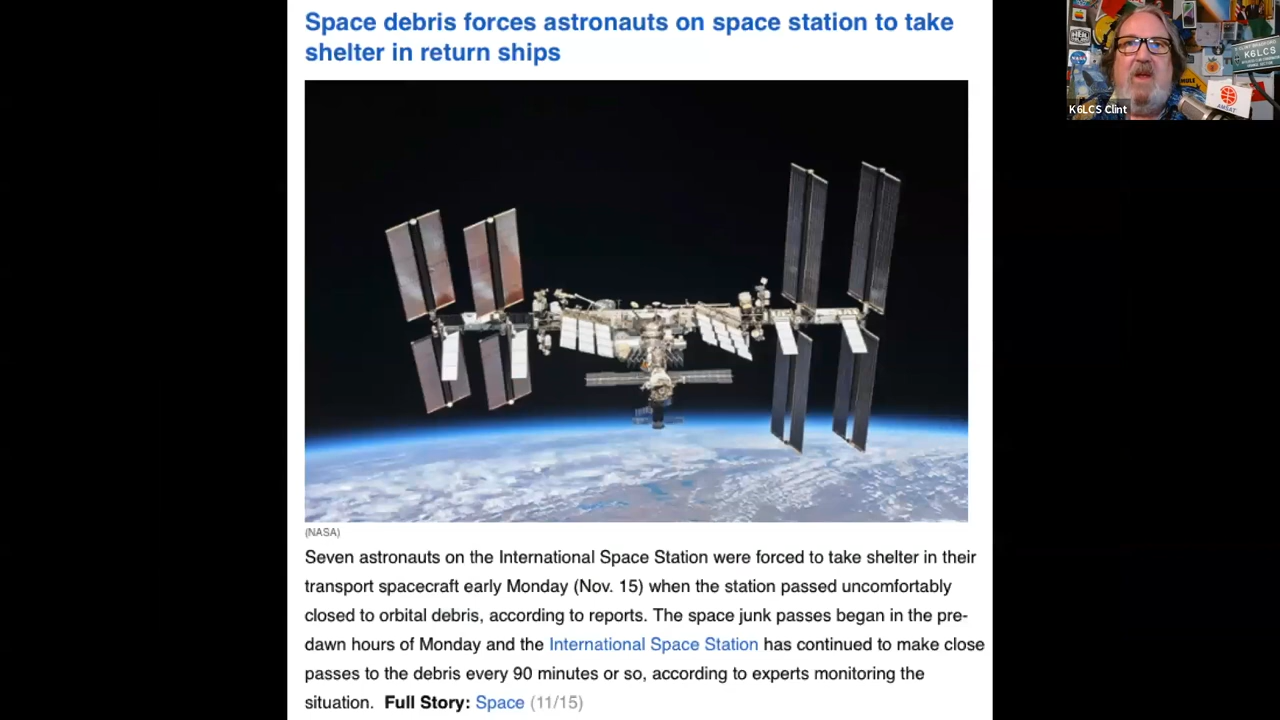 Space debris forces astronauts on space station to take
shelter in return ships
K6LCS
K6LCS Clint
AMSAT
(NASA)
Seven astronauts on the International Space Station were forced to take shelter in their
transport spacecraft early Monday (Nov. 15) when the station passed uncomfortably
closed to orbital debris, according to reports. The space junk passes began in the pre-
dawn hours of Monday and the International Space Station has continued to make close
passes to the debris every 90 minutes or so, according to experts monitoring the
situation. Full Story: Space (11/15)